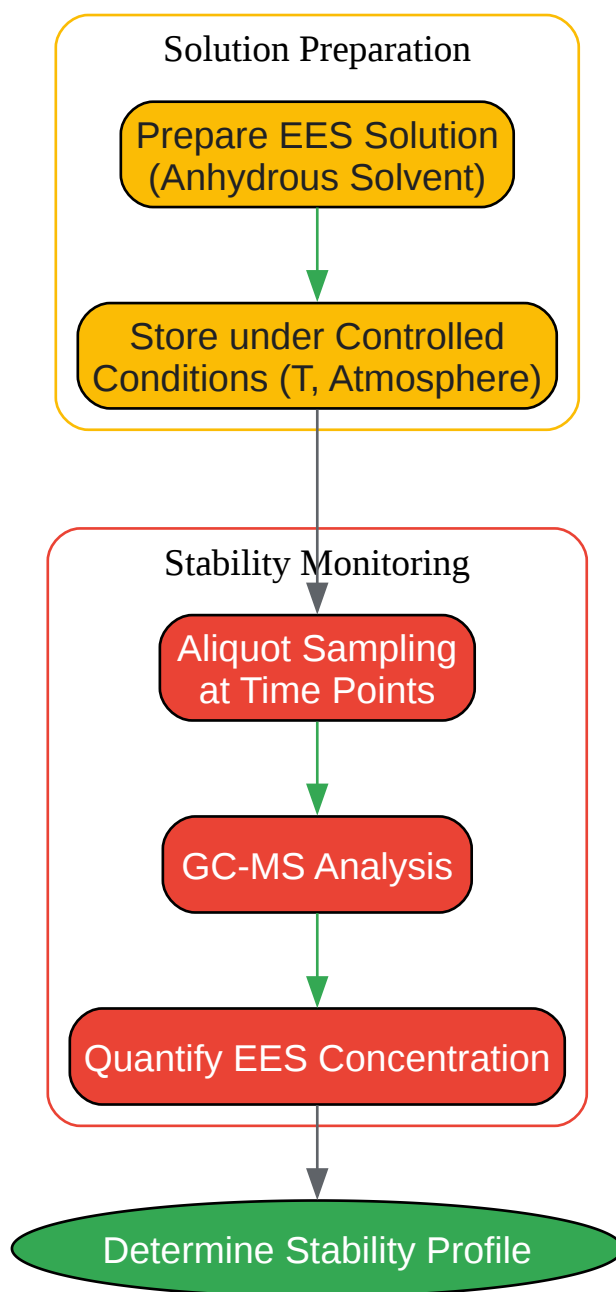 Solution Preparation
Prepare EES Solution
(Anhydrous Solvent)
Store under Controlled
Conditions (T, Atmosphere)
Stability Monitoring
Aliquot Sampling
at Time Points
GC-MS Analysis
Quantify EES Concentration
Determine Stability Profile